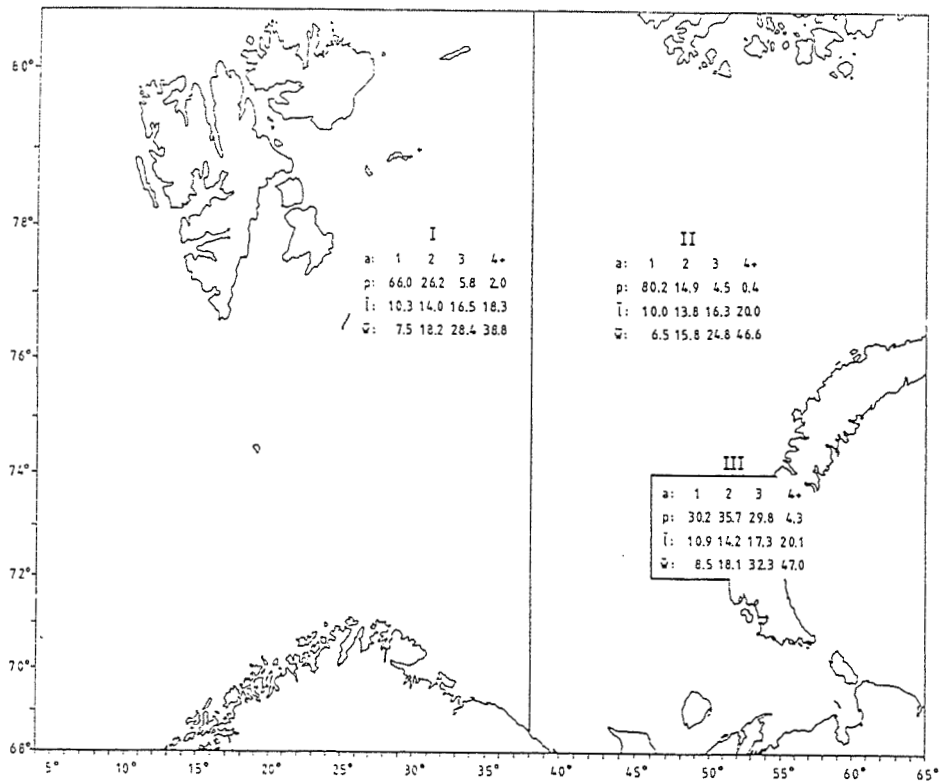 80°
78°
76°
74°
72°
70°
68°
I
a: 1 2 3 4+
p: 66.0 26.2 5.8 2.0
l̄: 10.3 14.0 16.5 18.3
w̄: 7.5 18.2 28.4 38.8
II
a: 1 2 3 4+
p: 80.2 14.9 4.5 0.4
l̄: 10.0 13.8 16.3 20.0
w̄: 6.5 15.8 24.8 46.6
III
a: 1 2 3 4+
p: 30.2 35.7 29.8 4.3
l̄: 10.9 14.2 17.3 20.1
w̄: 8.5 18.1 32.3 47.0
5° 10° 15° 20° 25° 30° 35° 45° 50° 55° 60° 65°